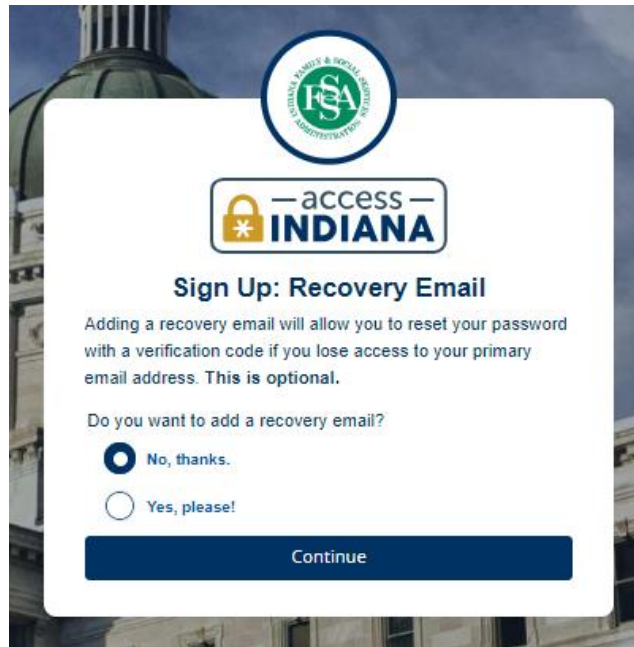 INDIANA FAMILY & SOCIAL SERVICES
FSSA
ADMINISTRATION
access
INDIANA
Sign Up: Recovery Email
Adding a recovery email will allow you to reset your password
with a verification code if you lose access to your primary
email address. This is optional.
Do you want to add a recovery email?
No, thanks.
Yes, please!
Continue